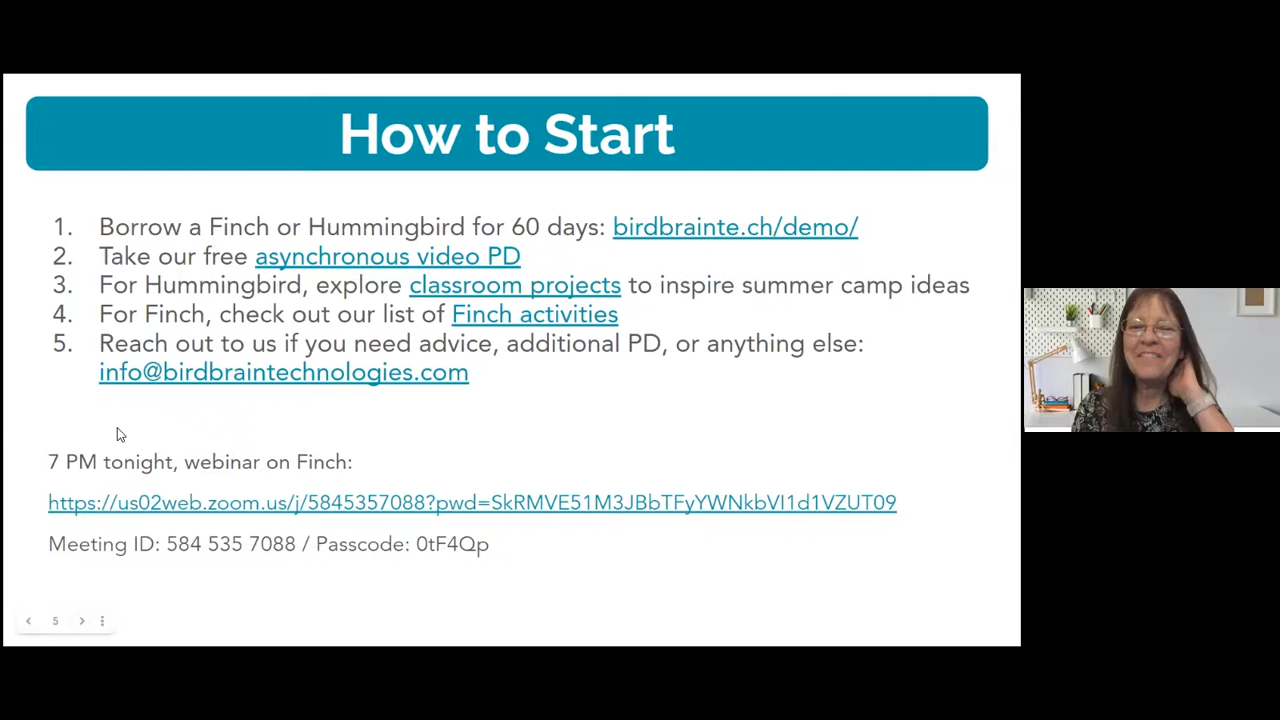 How to Start
1. Borrow a Finch or Hummingbird for 60 days: birdbrainte.ch/demo/
2. Take our free asynchronous video PD
3. For Hummingbird, explore classroom projects to inspire summer camp ideas
4. For Finch, check out our list of Finch activities
5. Reach out to us if you need advice, additional PD, or anything else:
info@birdbraintechnologies.com
7 PM tonight, webinar on Finch:
https://us02web.zoom.us/j/5845357088?pwd=SkRMVE51M3JBbTFyYWNkbVI1d1VZUT09
Meeting ID: 584 535 7088 / Passcode: 0tF4Qp
5